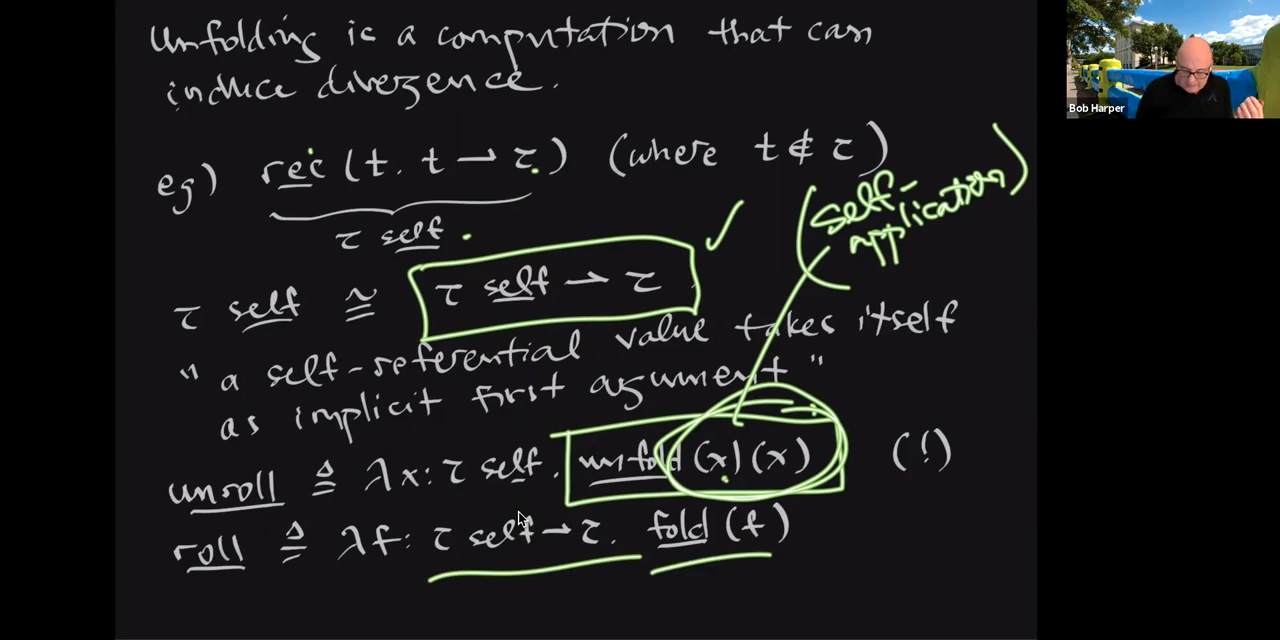 Unfolding is a computation that can
induce divergence.
Bob Harper
eg) rec (t. t → τ) (where t ∉ τ)
τ self
(self-
application)
τ self ≅ τ self → τ
" a self-referential value takes itself
as implicit first argument "
unroll ≜ λx: τ self. unfold (x) (x) (!)
roll ≜ λf: τ self → τ. fold (f)